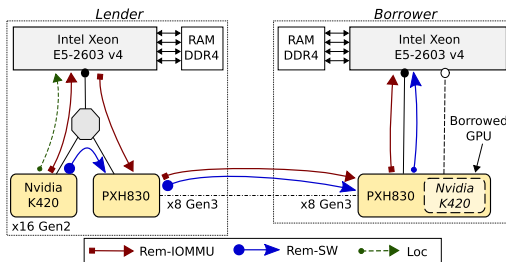 Lender
Borrower
Intel Xeon
E5-2603 v4
RAM
DDR4
RAM
DDR4
Intel Xeon
E5-2603 v4
Borrowed
GPU
Nvidia
K420
PXH830
x8 Gen3
x16 Gen2
x8 Gen3
PXH830
Nvidia
K420
Rem-IOMMU
Rem-SW
Loc